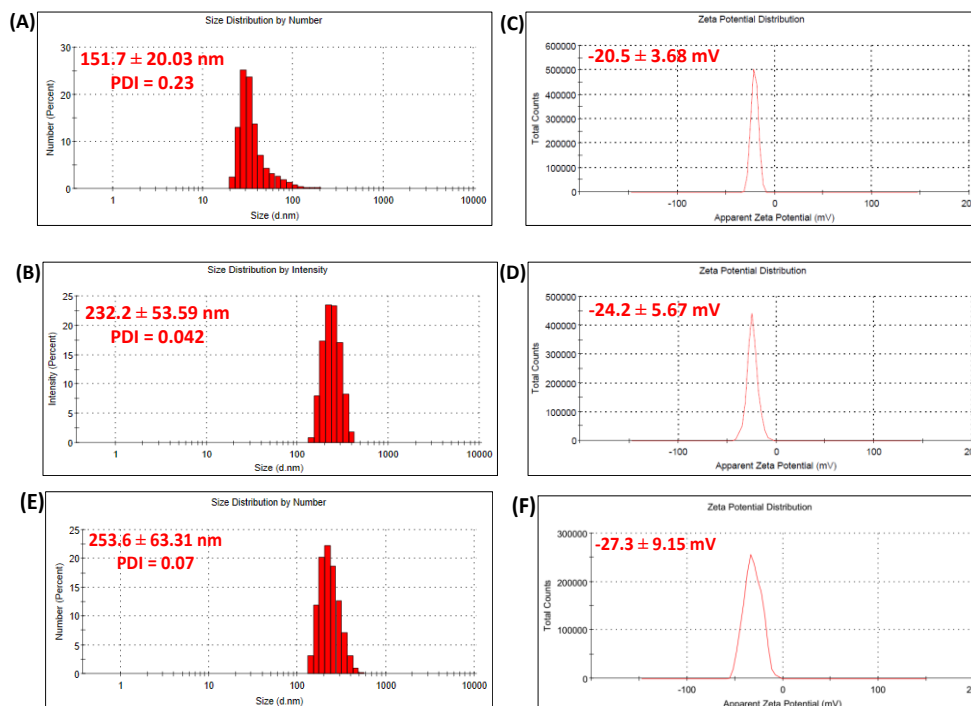 (A)
Size Distribution by Number
151.7 ± 20.03 nm
PDI = 0.23
Number (Percent)
30
20
10
0
1
10
100
1000
10000
Size (d.nm)
(C)
Zeta Potential Distribution
-20.5 ± 3.68 mV
Total Counts
600000
500000
400000
300000
200000
100000
0
-100
0
100
Apparent Zeta Potential (mV)
(B)
Size Distribution by Intensity
232.2 ± 53.59 nm
PDI = 0.042
Intensity (Percent)
25
20
15
10
5
0
1
10
100
1000
10000
Size (d.nm)
(D)
Zeta Potential Distribution
-24.2 ± 5.67 mV
Total Counts
500000
400000
300000
200000
100000
0
-100
0
100
Apparent Zeta Potential (mV)
(E)
Size Distribution by Number
253.6 ± 63.31 nm
PDI = 0.07
Number (Percent)
25
20
15
10
5
0
1
10
100
1000
10000
Size (d.nm)
(F)
Zeta Potential Distribution
-27.3 ± 9.15 mV
Total Counts
300000
200000
100000
0
-100
0
100
Apparent Zeta Potential (mV)